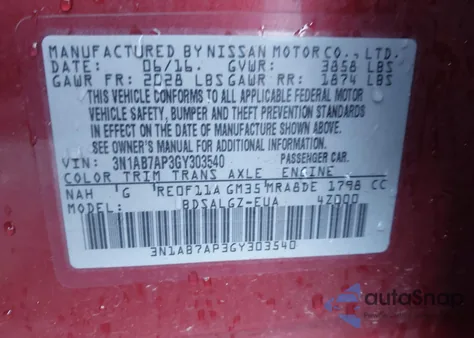 MANUFACTURED BY NISSAN MOTOR CO., LTD.
DATE: 06/16. GVWR: 3858 LBS
GAWR FR: 2028 LBS GAWR RR: 1874 LBS
THIS VEHICLE CONFORMS TO ALL APPLICABLE FEDERAL MOTOR
VEHICLE SAFETY, BUMPER AND THEFT PREVENTION STANDARDS
IN EFFECT ON THE DATE OF MANUFACTURE SHOWN ABOVE.
SEE OWNER'S MANUAL FOR ADDITIONAL INFORMATION.
VIN: 3N1AB7AP3GY303540 PASSENGER CAR.
COLOR TRIM TRANS AXLE ENGINE
NAH G RE0F11A GM35 MRA8DE 1798 CC
MODEL: BDSALGZ-EUA 4Z000
3N1AB7AP3GY303540
autoSnap